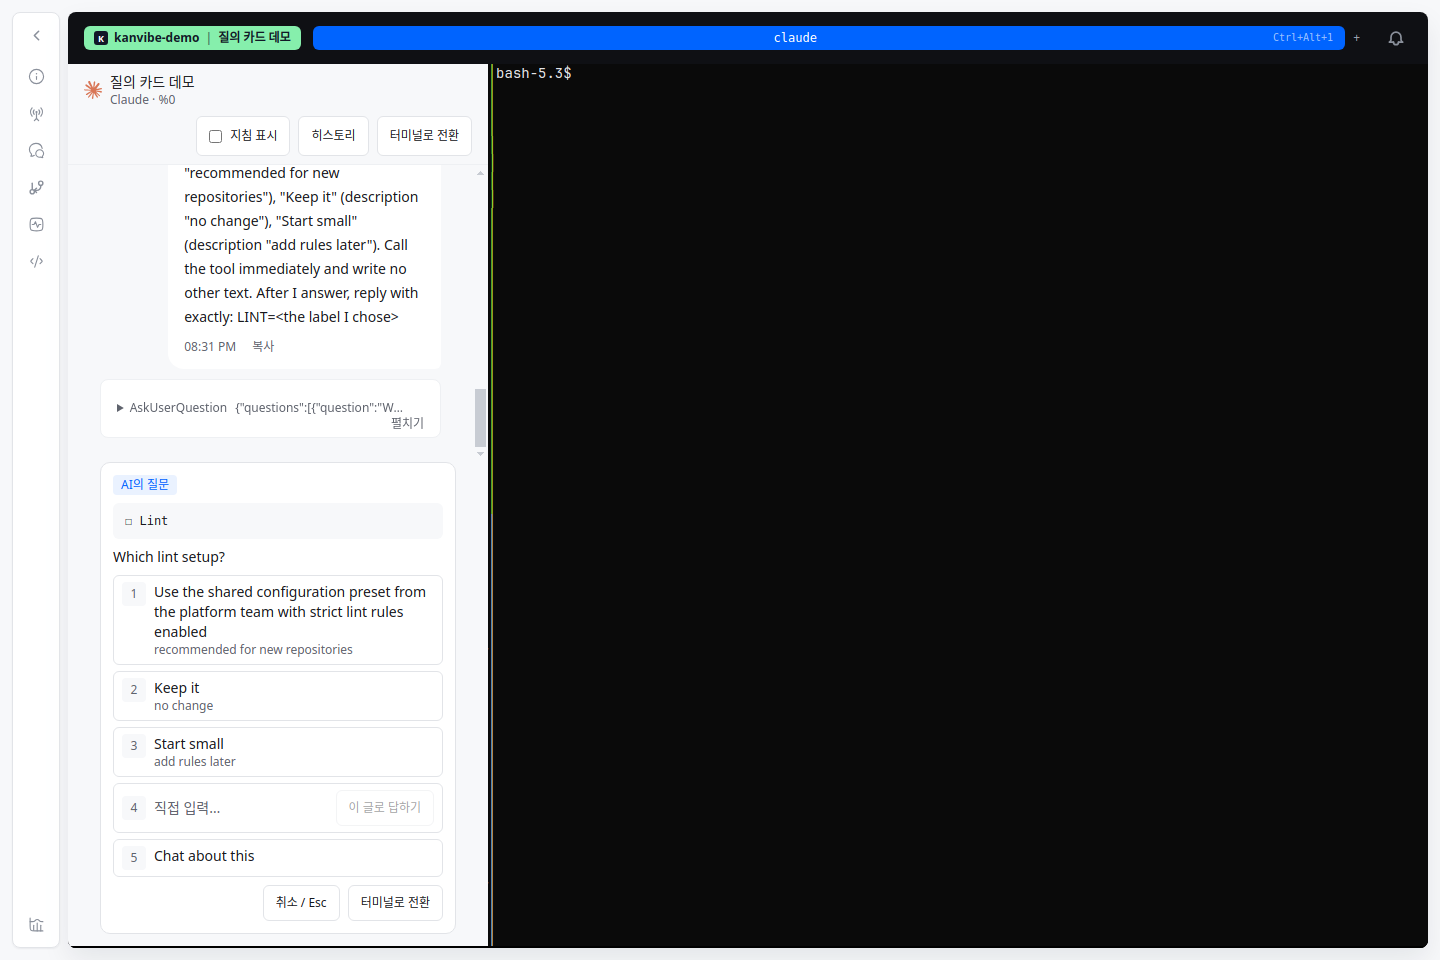 K kanvibe-demo | 질의 카드 데모
claude
Ctrl+Alt+1
+
질의 카드 데모
Claude · %0
지침 표시
히스토리
터미널로 전환
"recommended for new
repositories"), "Keep it" (description
"no change"), "Start small"
(description "add rules later"). Call
the tool immediately and write no
other text. After I answer, reply with
exactly: LINT=<the label I chose>
08:31 PM 복사
▶ AskUserQuestion {"questions":[{"question":"W...
펼치기
AI의 질문
☐ Lint
Which lint setup?
1 Use the shared configuration preset from
the platform team with strict lint rules
enabled
recommended for new repositories
2 Keep it
no change
3 Start small
add rules later
4 직접 입력...
이 글로 답하기
5 Chat about this
취소 / Esc
터미널로 전환
bash-5.3$